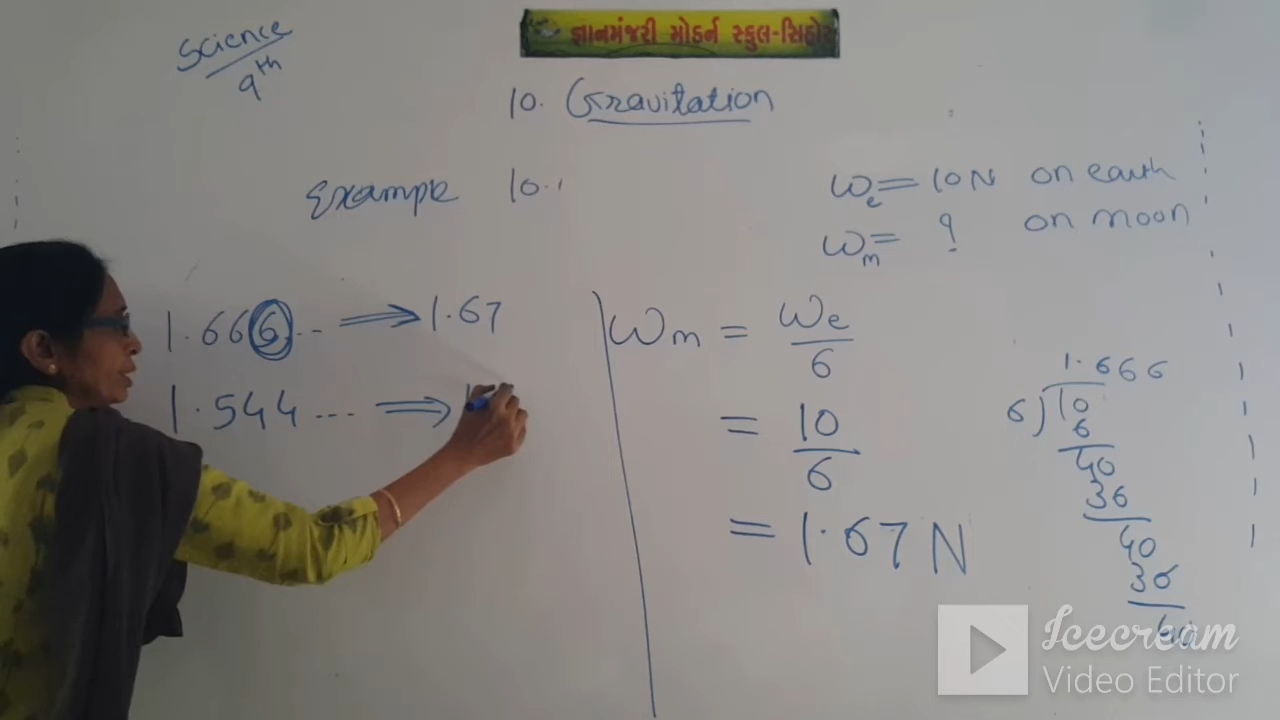 જ્ઞાનમંજરી મોડર્ન સ્કુલ-સિહોર
Science
9th
10. Gravitation
Example 10.1
We = 10N on earth
Wm = ? on moon
1.666... ⟹ 1.67
1.544... ⟹ 1
Wm = We/6
= 10/6
= 1.67 N
1.666
6)10
6
40
36
40
36
Icecream
Video Editor